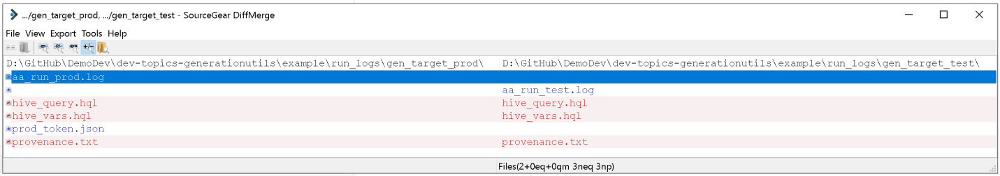 .../gen_target_prod, .../gen_target_test - SourceGear DiffMerge
File View Export Tools Help
D:\GitHub\DemoDev\dev-topics-generationutils\example\run_logs\gen_target_prod\ D:\GitHub\DemoDev\dev-topics-generationutils\example\run_logs\gen_target_test\
aa_run_prod.log
aa_run_test.log
hive_query.hql hive_query.hql
hive_vars.hql hive_vars.hql
prod_token.json
provenance.txt provenance.txt
Files(2+0eq+0qm 3neq 3np)